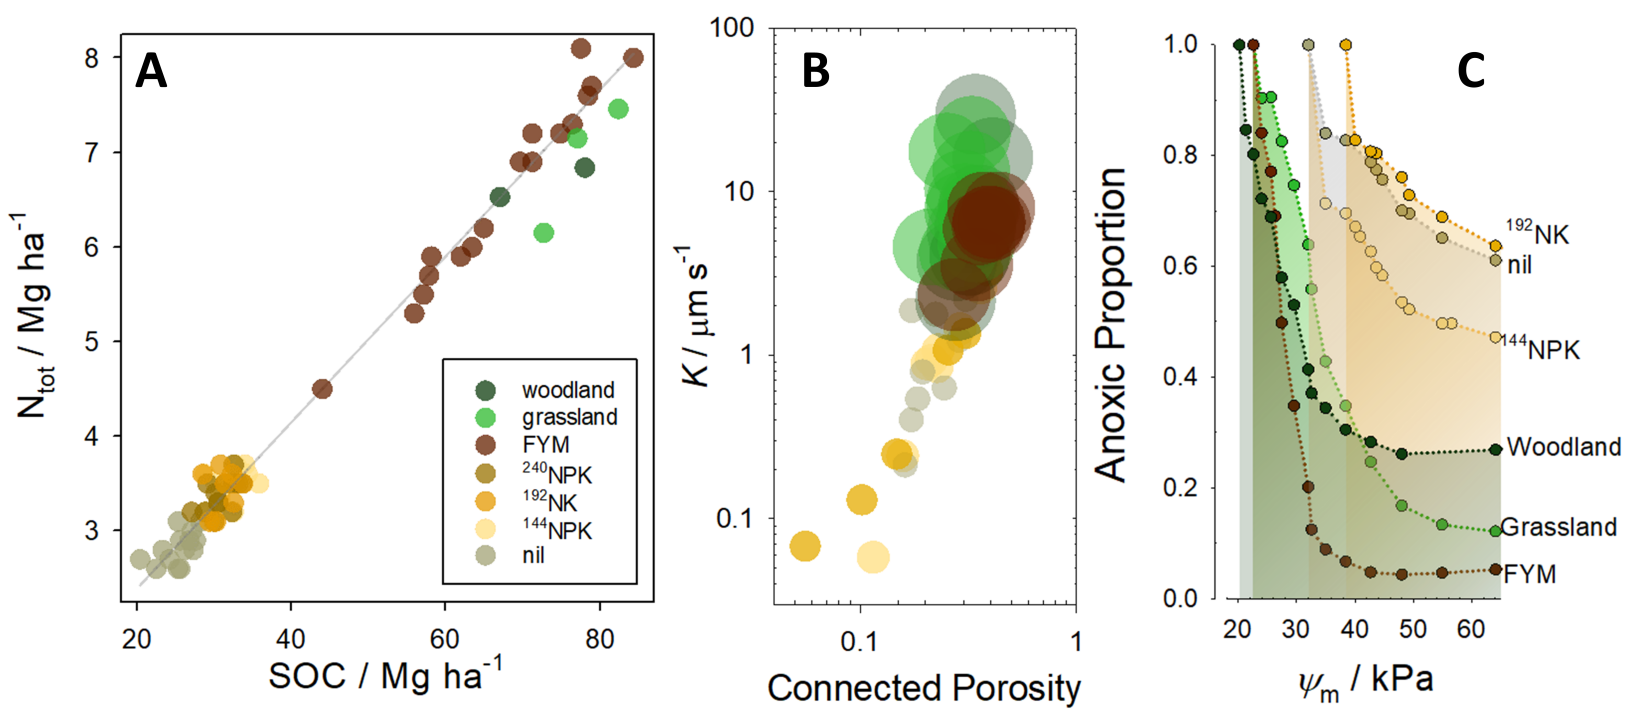 A
8
7
6
5
4
3
N_tot / Mg ha⁻¹
20
40
60
80
SOC / Mg ha⁻¹
woodland
grassland
FYM
²⁴⁰NPK
¹⁹²NK
¹⁴⁴NPK
nil
B
100
10
1
0.1
K / μm s⁻¹
0.1
1
Connected Porosity
C
1.0
0.8
0.6
0.4
0.2
0.0
Anoxic Proportion
20
30
40
50
60
ψ_m / kPa
¹⁹²NK
nil
¹⁴⁴NPK
Woodland
Grassland
FYM